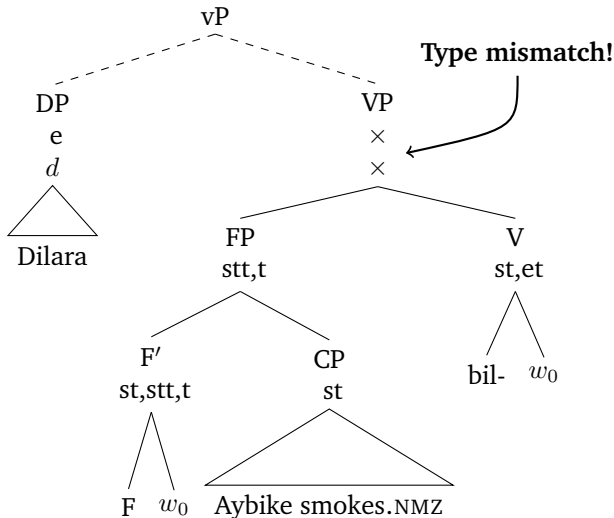 vP
Type mismatch!
DP VP
e ×
d ×
Dilara
FP V
stt,t st,et
F′ CP
st,stt,t st
bil- w₀
F w₀ Aybike smokes.NMZ